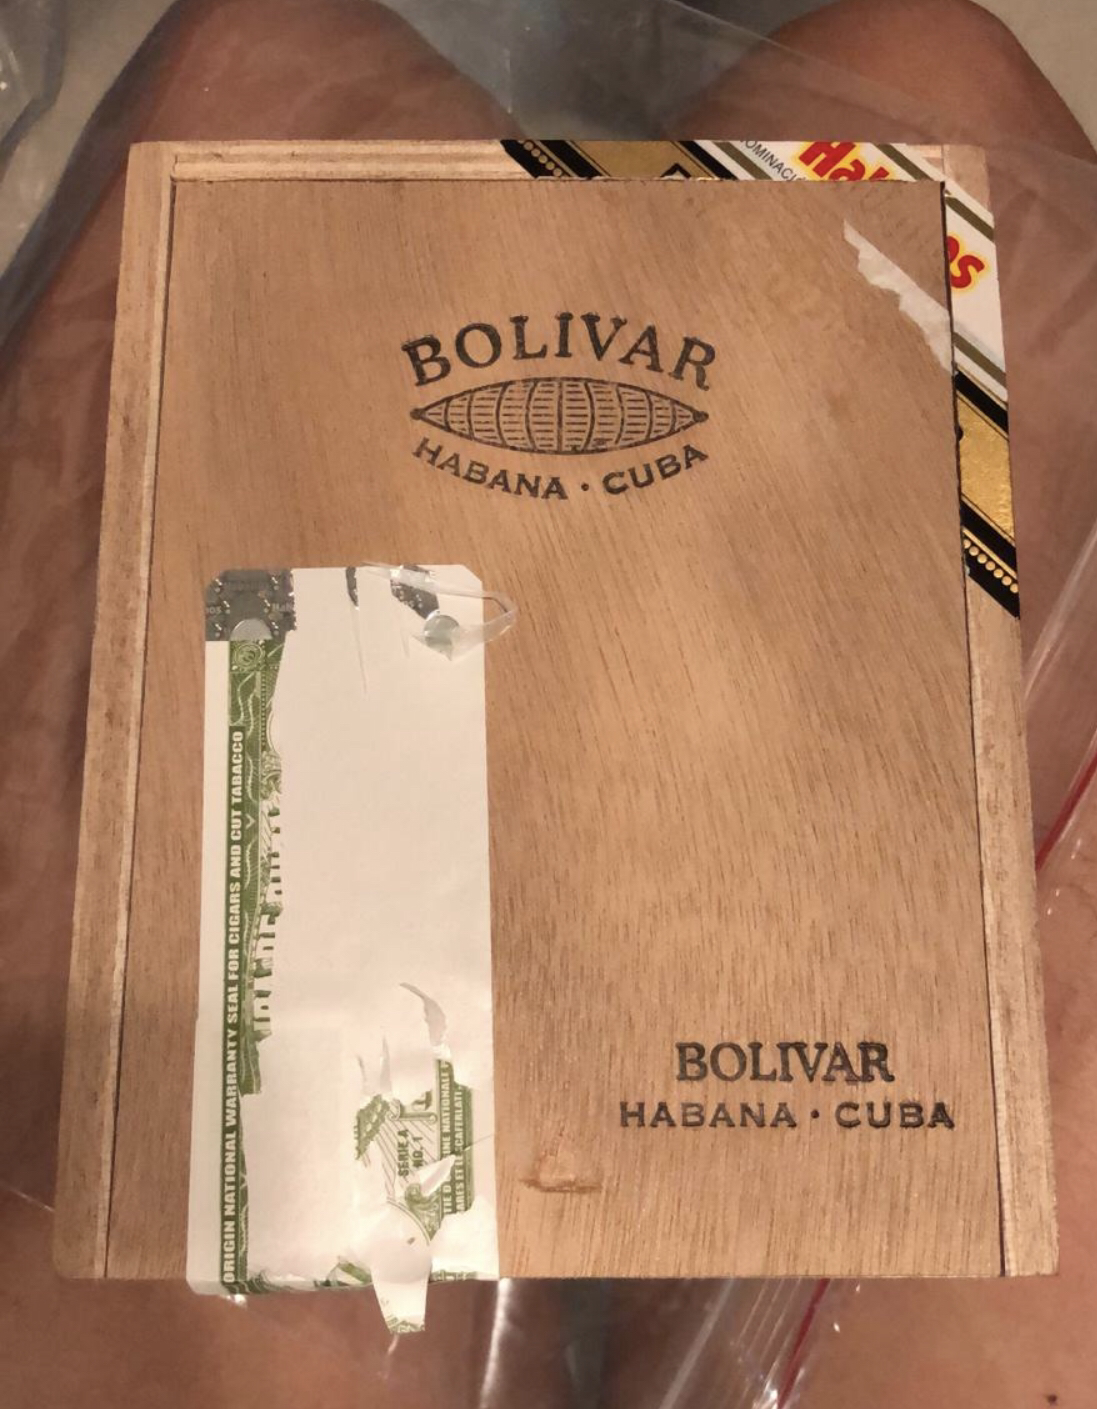 BOLIVAR
HABANA · CUBA
ORIGIN NATIONAL WARRANTY SEAL FOR CIGARS AND CUT TABACCO
SERIE A
NO. 1
BOLIVAR
HABANA · CUBA